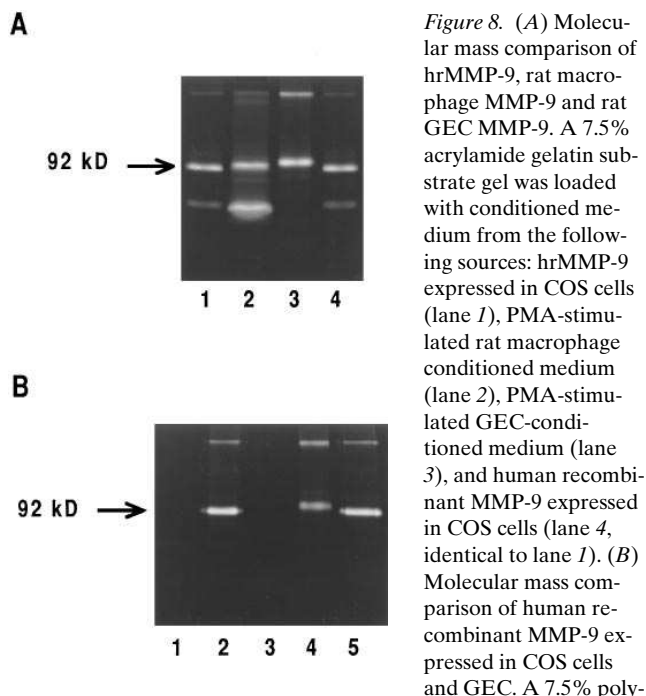 A
92 kD
1 2 3 4
B
92 kD
1 2 3 4 5
Figure 8. (A) Molecu-
lar mass comparison of
hrMMP-9, rat macro-
phage MMP-9 and rat
GEC MMP-9. A 7.5%
acrylamide gelatin sub-
strate gel was loaded
with conditioned me-
dium from the follow-
ing sources: hrMMP-9
expressed in COS cells
(lane 1), PMA-stimu-
lated rat macrophage
conditioned medium
(lane 2), PMA-stimu-
lated GEC-condi-
tioned medium (lane
3), and human recombi-
nant MMP-9 expressed
in COS cells (lane 4,
identical to lane 1). (B)
Molecular mass com-
parison of human re-
combinant MMP-9 ex-
pressed in COS cells
and GEC. A 7.5% poly-